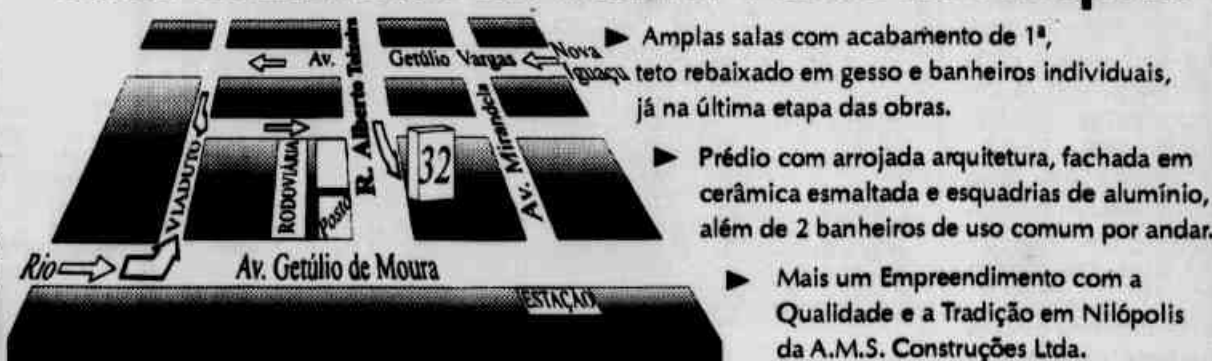 Av. Getúlio Vargas
Nova
Iguaçu
R. Alberto Teixeira
Av. Mirandela
VIADUTO
RODOVIÁRIA
Posto
32
Rio
Av. Getúlio de Moura
ESTAÇÃO
► Amplas salas com acabamento de 1ª,
teto rebaixado em gesso e banheiros individuais,
já na última etapa das obras.
► Prédio com arrojada arquitetura, fachada em
cerâmica esmaltada e esquadrias de alumínio,
além de 2 banheiros de uso comum por andar.
► Mais um Empreendimento com a
Qualidade e a Tradição em Nilópolis
da A.M.S. Construções Ltda.